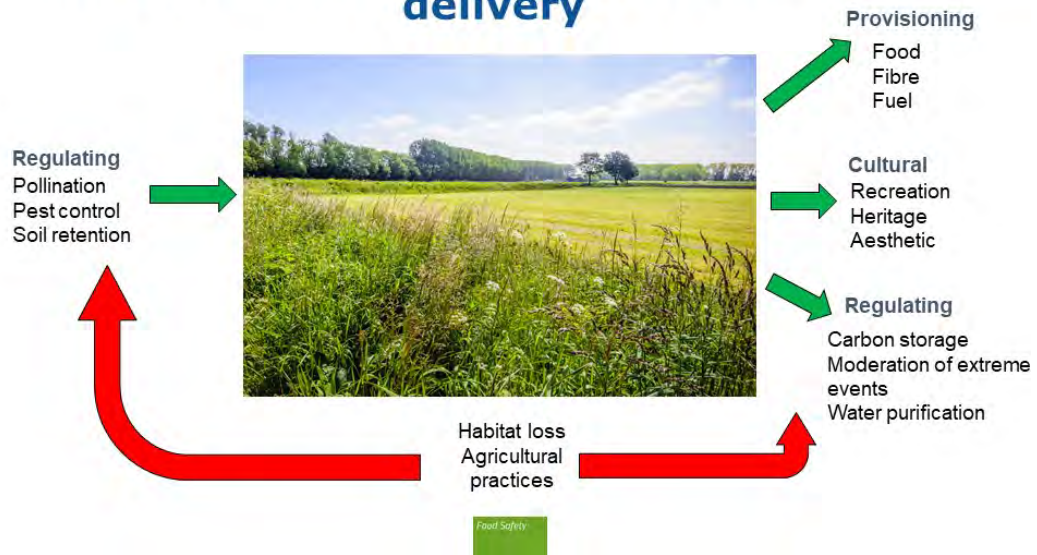 delivery
Provisioning
Food
Fibre
Fuel
Regulating
Pollination
Pest control
Soil retention
Cultural
Recreation
Heritage
Aesthetic
Regulating
Carbon storage
Moderation of extreme
events
Water purification
Habitat loss
Agricultural
practices
Food Safety